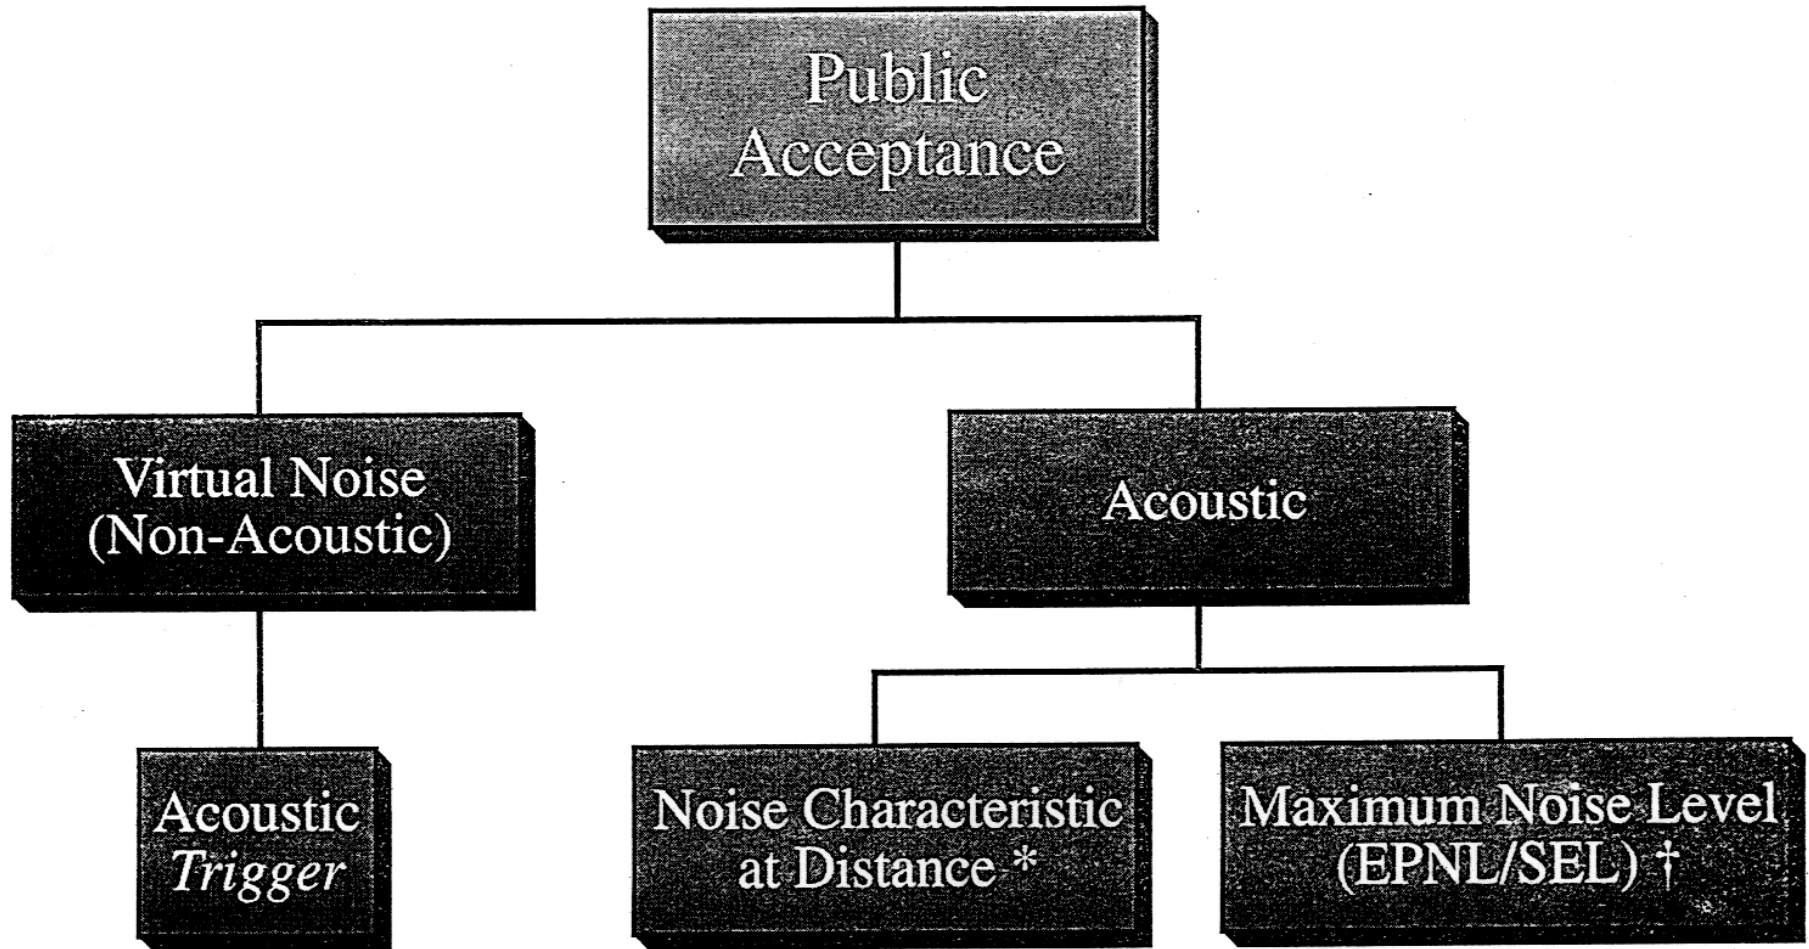 Public
Acceptance
Virtual Noise
(Non-Acoustic)
Acoustic
Acoustic
Trigger
Noise Characteristic
at Distance *
Maximum Noise Level
(EPNL/SEL) †